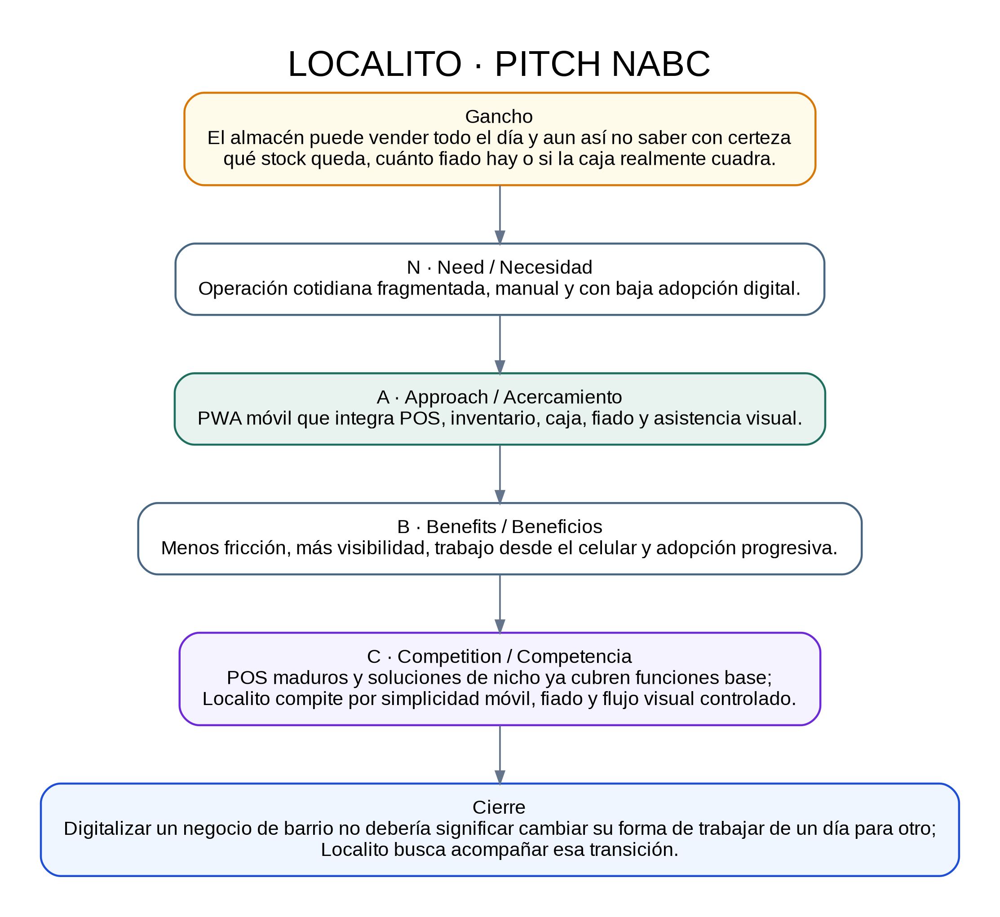 LOCALITO · PITCH NABC
Gancho
El almacén puede vender todo el día y aun así no saber con certeza
qué stock queda, cuánto fiado hay o si la caja realmente cuadra.
N · Need / Necesidad
Operación cotidiana fragmentada, manual y con baja adopción digital.
A · Approach / Acercamiento
PWA móvil que integra POS, inventario, caja, fiado y asistencia visual.
B · Benefits / Beneficios
Menos fricción, más visibilidad, trabajo desde el celular y adopción progresiva.
C · Competition / Competencia
POS maduros y soluciones de nicho ya cubren funciones base;
Localito compite por simplicidad móvil, fiado y flujo visual controlado.
Cierre
Digitalizar un negocio de barrio no debería significar cambiar su forma de trabajar de un día para otro;
Localito busca acompañar esa transición.